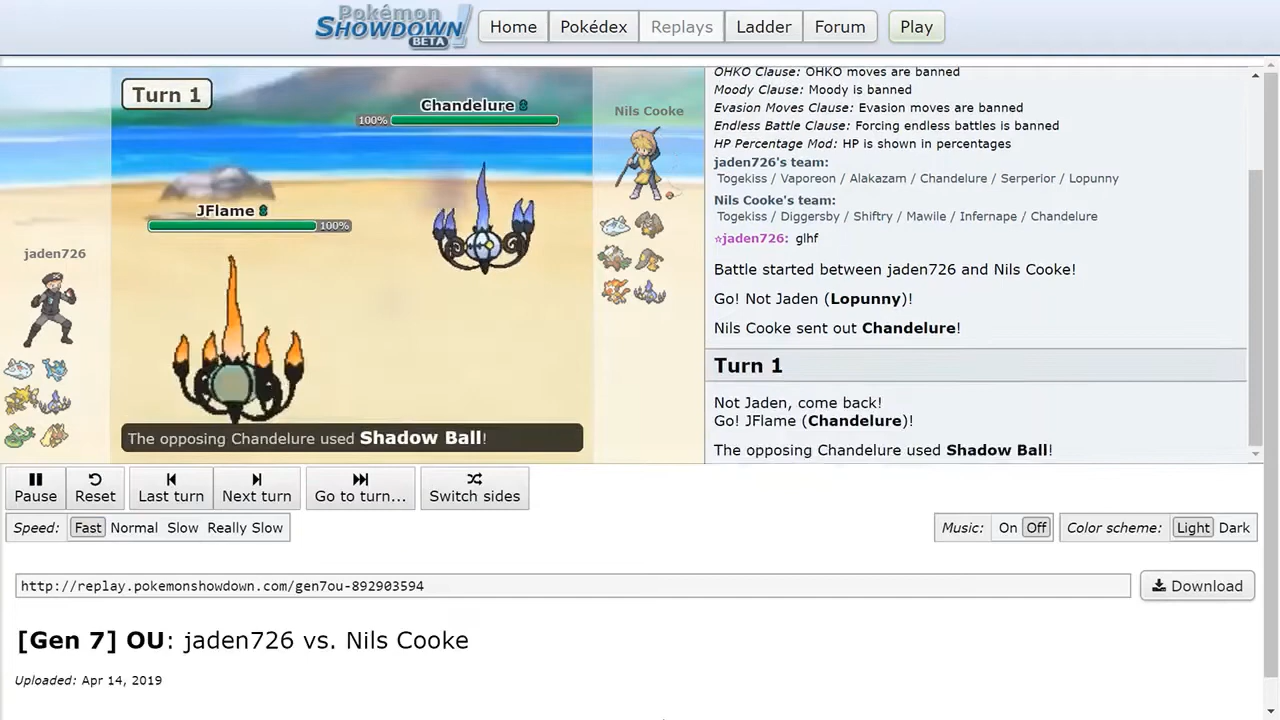 Pokémon
SHOWDOWN!
BETA
Home
Pokédex
Replays
Ladder
Forum
Play
Turn 1
Chandelure
100%
JFlame
100%
jaden726
Nils Cooke
The opposing Chandelure used Shadow Ball!
OHKO Clause: OHKO moves are banned
Moody Clause: Moody is banned
Evasion Moves Clause: Evasion moves are banned
Endless Battle Clause: Forcing endless battles is banned
HP Percentage Mod: HP is shown in percentages
jaden726's team:
Togekiss / Vaporeon / Alakazam / Chandelure / Serperior / Lopunny
Nils Cooke's team:
Togekiss / Diggersby / Shiftry / Mawile / Infernape / Chandelure
☆jaden726: glhf
Battle started between jaden726 and Nils Cooke!
Go! Not Jaden (Lopunny)!
Nils Cooke sent out Chandelure!
Turn 1
Not Jaden, come back!
Go! JFlame (Chandelure)!
The opposing Chandelure used Shadow Ball!
Pause
Reset
Last turn
Next turn
Go to turn...
Switch sides
Speed: Fast Normal Slow Really Slow
Music: On Off
Color scheme: Light Dark
http://replay.pokemonshowdown.com/gen7ou-892903594
Download
[Gen 7] OU: jaden726 vs. Nils Cooke
Uploaded: Apr 14, 2019